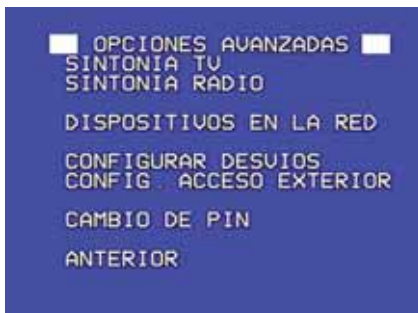 OPCIONES AVANZADAS
SINTONIA TV
SINTONIA RADIO
DISPOSITIVOS EN LA RED
CONFIGURAR DESVIOS
CONFIG. ACCESO EXTERIOR
CAMBIO DE PIN
ANTERIOR